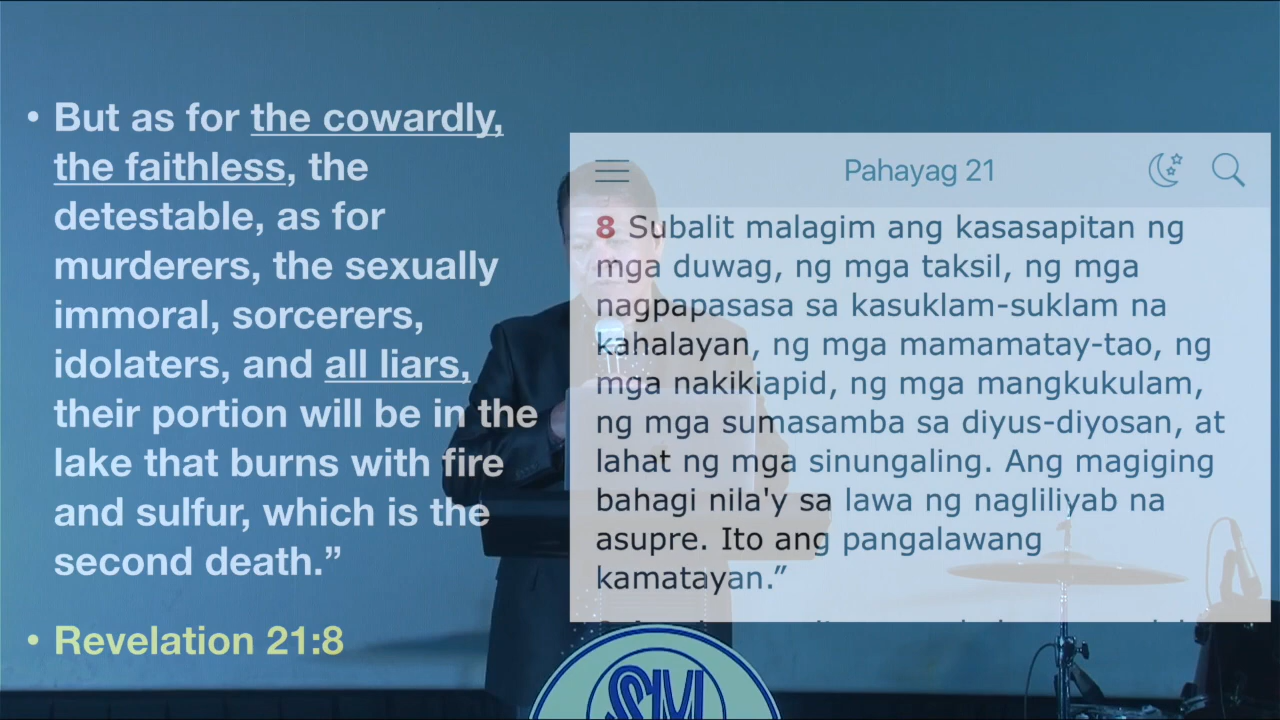 • But as for the cowardly,
the faithless, the
detestable, as for
murderers, the sexually
immoral, sorcerers,
idolaters, and all liars,
their portion will be in the
lake that burns with fire
and sulfur, which is the
second death.”
• Revelation 21:8
Pahayag 21
8 Subalit malagim ang kasasapitan ng
mga duwag, ng mga taksil, ng mga
nagpapasasa sa kasuklam-suklam na
kahalayan, ng mga mamamatay-tao, ng
mga nakikiapid, ng mga mangkukulam,
ng mga sumasamba sa diyus-diyosan, at
lahat ng mga sinungaling. Ang magiging
bahagi nila'y sa lawa ng nagliliyab na
asupre. Ito ang pangalawang
kamatayan.”
SM